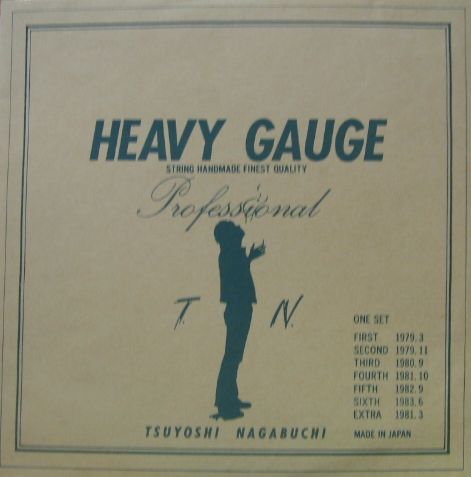 HEAVY GAUGE
STRING HANDMADE FINEST QUALITY
Professional
T. N.
ONE SET
FIRST 1979.3
SECOND 1979.11
THIRD 1980.9
FOURTH 1981.10
FIFTH 1982.9
SIXTH 1983.6
EXTRA 1981.3
TSUYOSHI NAGABUCHI
MADE IN JAPAN